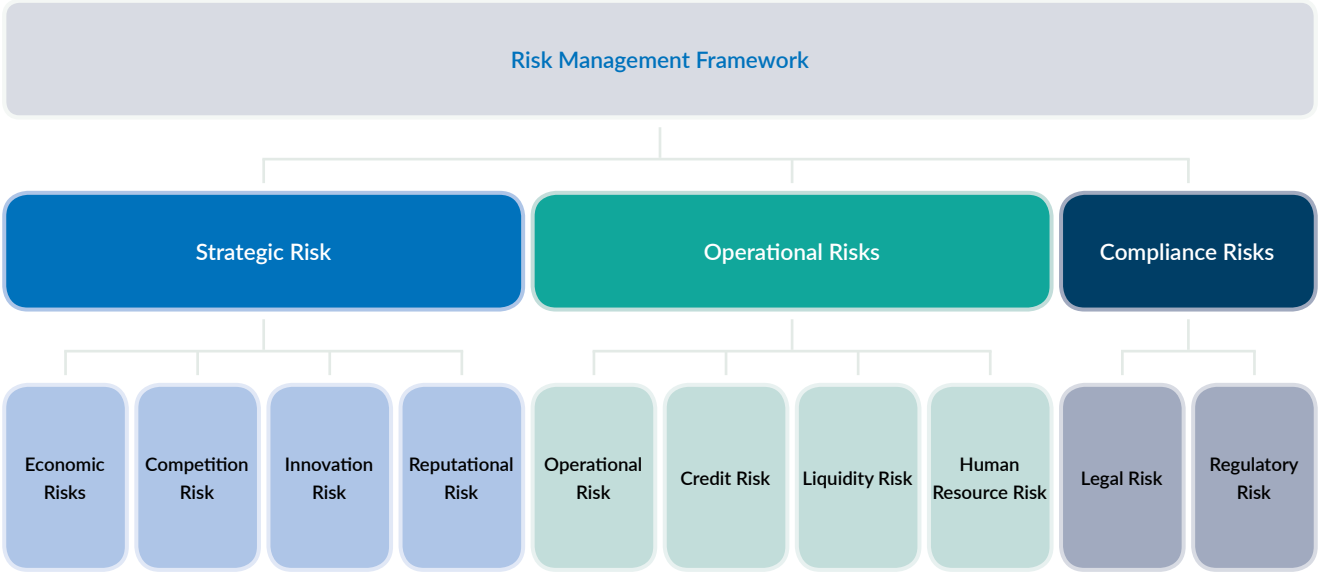 Risk Management Framework
Strategic Risk
Operational Risks
Compliance Risks
Economic
Risks
Competition
Risk
Innovation
Risk
Reputational
Risk
Operational
Risk
Credit Risk
Liquidity Risk
Human
Resource Risk
Legal Risk
Regulatory
Risk